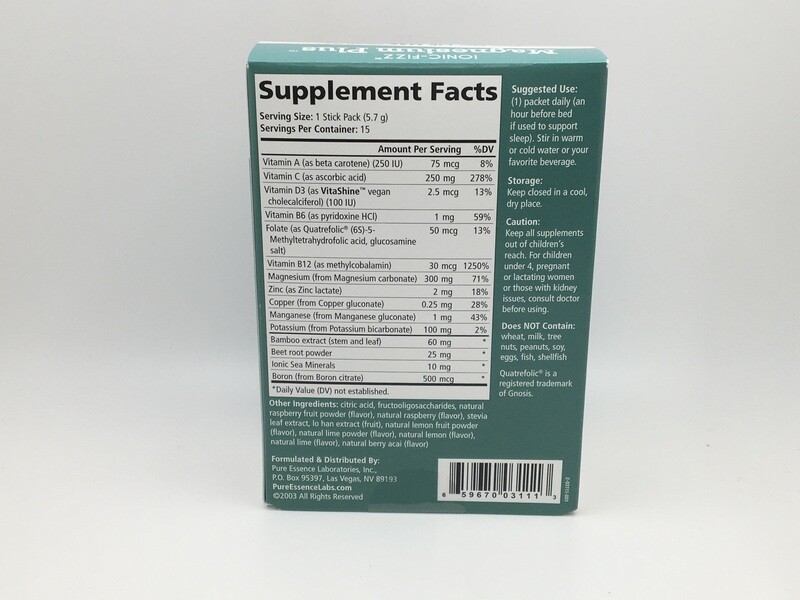 IONIC-FIZZ™
Magnesium Plus™
Supplement Facts
Serving Size: 1 Stick Pack (5.7 g)
Servings Per Container: 15
Amount Per Serving %DV
Vitamin A (as beta carotene) (250 IU) 75 mcg 8%
Vitamin C (as ascorbic acid) 250 mg 278%
Vitamin D3 (as VitaShine™ vegan 2.5 mcg 13%
cholecalciferol) (100 IU)
Vitamin B6 (as pyridoxine HCl) 1 mg 59%
Folate (as Quatrefolic® (6S)-5- 50 mcg 13%
Methyltetrahydrofolic acid, glucosamine
salt)
Vitamin B12 (as methylcobalamin) 30 mcg 1250%
Magnesium (from Magnesium carbonate) 300 mg 71%
Zinc (as Zinc lactate) 2 mg 18%
Copper (from Copper gluconate) 0.25 mg 28%
Manganese (from Manganese gluconate) 1 mg 43%
Potassium (from Potassium bicarbonate) 100 mg 2%
Bamboo extract (stem and leaf) 60 mg *
Beet root powder 25 mg *
Ionic Sea Minerals 10 mg *
Boron (from Boron citrate) 500 mcg *
*Daily Value (DV) not established.
Other Ingredients: citric acid, fructooligosaccharides, natural
raspberry fruit powder (flavor), natural raspberry (flavor), stevia
leaf extract, lo han extract (fruit), natural lemon fruit powder
(flavor), natural lime powder (flavor), natural lemon (flavor),
natural lime (flavor), natural berry acai (flavor)
Formulated & Distributed By:
Pure Essence Laboratories, Inc.,
P.O. Box 95397, Las Vegas, NV 89193
PureEssenceLabs.com
©2003 All Rights Reserved
Suggested Use:
(1) packet daily (an
hour before bed
if used to support
sleep). Stir in warm
or cold water or your
favorite beverage.
Storage:
Keep closed in a cool,
dry place.
Caution:
Keep all supplements
out of children's
reach. For children
under 4, pregnant
or lactating women
or those with kidney
issues, consult doctor
before using.
Does NOT Contain:
wheat, milk, tree
nuts, peanuts, soy,
eggs, fish, shellfish
Quatrefolic® is a
registered trademark
of Gnosis.
6 59670 03111 3